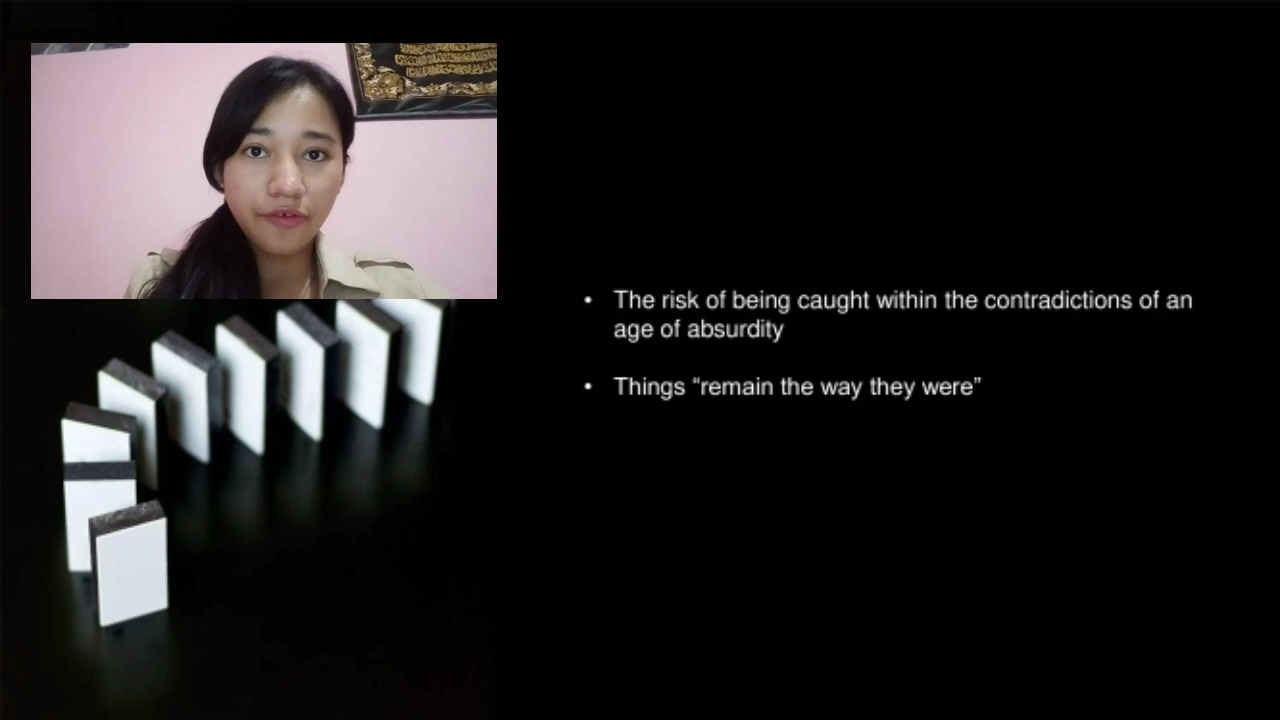 • The risk of being caught within the contradictions of an
age of absurdity
• Things “remain the way they were”